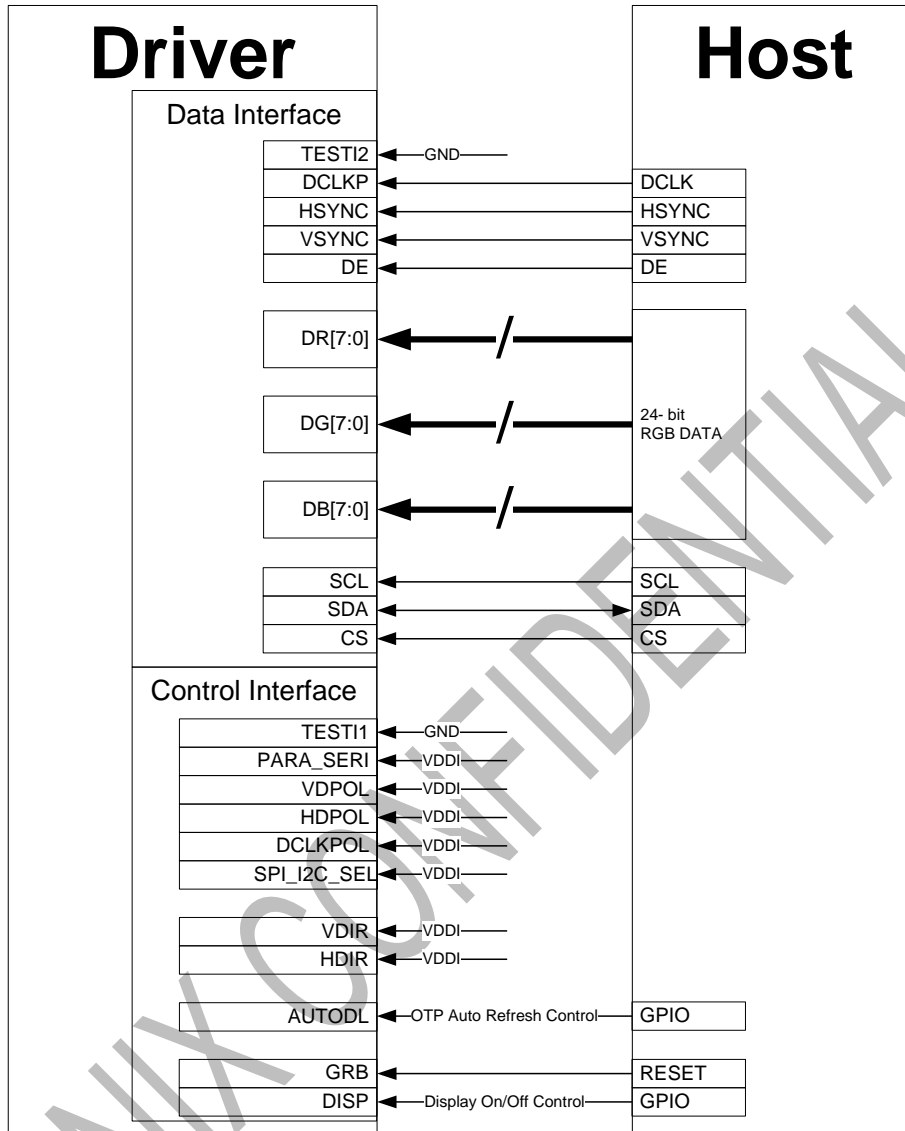 Driver
Host
Data Interface
TESTI2 GND
DCLKP DCLK
HSYNC HSYNC
VSYNC VSYNC
DE DE
DR[7:0]
DG[7:0]
24- bit
RGB DATA
DB[7:0]
SCL SCL
SDA SDA
CS CS
Control Interface
TESTI1 GND
PARA_SERI VDDI
VDPOL VDDI
HDPOL VDDI
DCLKPOL VDDI
SPI_I2C_SEL VDDI
VDIR VDDI
HDIR VDDI
AUTODL OTP Auto Refresh Control GPIO
GRB RESET
DISP Display On/Off Control GPIO
NIX CONFIDENTIAL